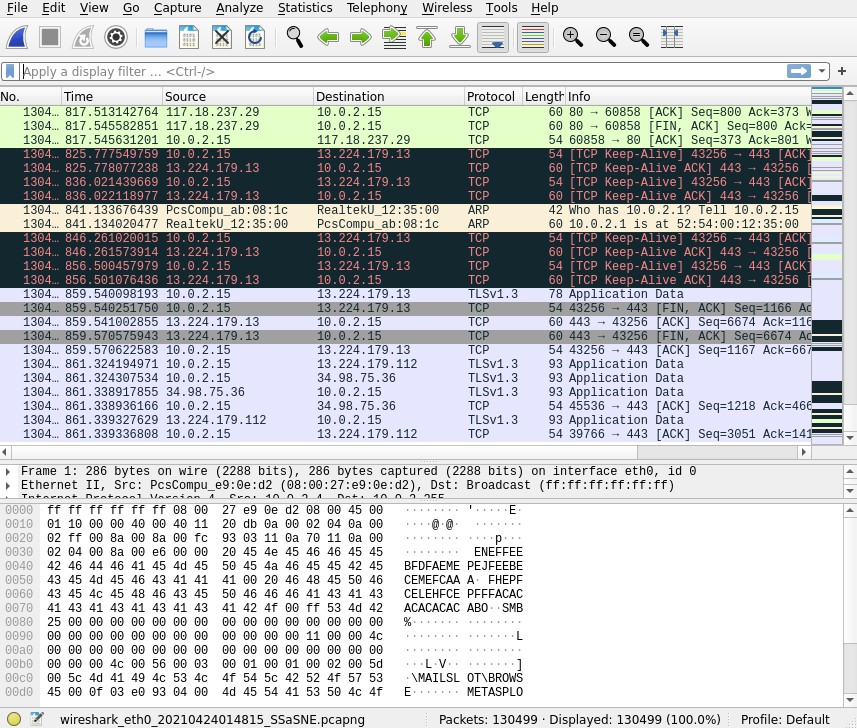 File Edit View Go Capture Analyze Statistics Telephony Wireless Tools Help
Apply a display filter … <Ctrl-/>
No. Time Source Destination Protocol Length Info
1304… 817.513142764 117.18.237.29 10.0.2.15 TCP 60 80 → 60858 [ACK] Seq=800 Ack=373 W
1304… 817.545582851 117.18.237.29 10.0.2.15 TCP 60 80 → 60858 [FIN, ACK] Seq=800 Ack=
1304… 817.545631201 10.0.2.15 117.18.237.29 TCP 54 60858 → 80 [ACK] Seq=373 Ack=801 W
1304… 825.777549759 10.0.2.15 13.224.179.13 TCP 54 [TCP Keep-Alive] 43256 → 443 [ACK]
1304… 825.778077238 13.224.179.13 10.0.2.15 TCP 60 [TCP Keep-Alive ACK] 443 → 43256 [
1304… 836.021439669 10.0.2.15 13.224.179.13 TCP 54 [TCP Keep-Alive] 43256 → 443 [ACK]
1304… 836.022118977 13.224.179.13 10.0.2.15 TCP 60 [TCP Keep-Alive ACK] 443 → 43256 [
1304… 841.133676439 PcsCompu_ab:08:1c RealtekU_12:35:00 ARP 42 Who has 10.0.2.1? Tell 10.0.2.15
1304… 841.134020477 RealtekU_12:35:00 PcsCompu_ab:08:1c ARP 60 10.0.2.1 is at 52:54:00:12:35:00
1304… 846.261020015 10.0.2.15 13.224.179.13 TCP 54 [TCP Keep-Alive] 43256 → 443 [ACK]
1304… 846.261573914 13.224.179.13 10.0.2.15 TCP 60 [TCP Keep-Alive ACK] 443 → 43256 [
1304… 856.500457979 10.0.2.15 13.224.179.13 TCP 54 [TCP Keep-Alive] 43256 → 443 [ACK]
1304… 856.501076436 13.224.179.13 10.0.2.15 TCP 60 [TCP Keep-Alive ACK] 443 → 43256 [
1304… 859.540098193 10.0.2.15 13.224.179.13 TLSv1.3 78 Application Data
1304… 859.540251750 10.0.2.15 13.224.179.13 TCP 54 43256 → 443 [FIN, ACK] Seq=1166 Ac
1304… 859.541002855 13.224.179.13 10.0.2.15 TCP 60 443 → 43256 [ACK] Seq=6674 Ack=116
1304… 859.570575943 13.224.179.13 10.0.2.15 TCP 60 443 → 43256 [FIN, ACK] Seq=6674 Ac
1304… 859.570622583 10.0.2.15 13.224.179.13 TCP 54 43256 → 443 [ACK] Seq=1167 Ack=667
1304… 861.324194971 10.0.2.15 13.224.179.112 TLSv1.3 93 Application Data
1304… 861.324307534 10.0.2.15 34.98.75.36 TLSv1.3 93 Application Data
1304… 861.338917855 34.98.75.36 10.0.2.15 TLSv1.3 93 Application Data
1304… 861.338936166 10.0.2.15 34.98.75.36 TCP 54 45536 → 443 [ACK] Seq=1218 Ack=466
1304… 861.339327629 13.224.179.112 10.0.2.15 TLSv1.3 93 Application Data
1304… 861.339336808 10.0.2.15 13.224.179.112 TCP 54 39766 → 443 [ACK] Seq=3051 Ack=141
Frame 1: 286 bytes on wire (2288 bits), 286 bytes captured (2288 bits) on interface eth0, id 0
Ethernet II, Src: PcsCompu_e9:0e:d2 (08:00:27:e9:0e:d2), Dst: Broadcast (ff:ff:ff:ff:ff:ff)
0000 ff ff ff ff ff ff 08 00 27 e9 0e d2 08 00 45 00 ········ '·····E·
0010 01 10 00 00 40 00 40 11 20 db 0a 00 02 04 0a 00 ····@·@· ·······
0020 02 ff 00 8a 00 8a 00 fc 93 03 11 0a 70 11 0a 00 ········ ····p···
0030 02 04 00 8a 00 e6 00 00 20 45 4e 45 46 46 45 45 ········ ENEFFEE
0040 42 46 44 46 41 45 4d 45 50 45 4a 46 45 45 42 45 BFDFAEME PEJFEEBE
0050 43 45 4d 45 46 43 41 41 41 00 20 46 48 45 50 46 CEMEFCAA A· FHEPF
0060 43 45 4c 45 48 46 43 45 50 46 46 46 41 43 41 43 CELEHFCE PFFFACAC
0070 41 43 41 43 41 43 41 43 41 42 4f 00 ff 53 4d 42 ACACACAC ABO··SMB
0080 25 00 00 00 00 00 00 00 00 00 00 00 00 00 00 00 %······· ········
0090 00 00 00 00 00 00 00 00 00 00 00 00 11 00 00 4c ········ ·······L
00a0 00 00 00 00 00 00 00 00 00 00 00 00 00 00 00 00 ········ ········
00b0 00 00 00 4c 00 56 00 03 00 01 00 01 00 02 00 5d ···L·V·· ·······]
00c0 00 5c 4d 41 49 4c 53 4c 4f 54 5c 42 52 4f 57 53 ·\MAILSL OT\BROWS
00d0 45 00 0f 03 e0 93 04 00 4d 45 54 41 53 50 4c 4f E······· METASPLO
wireshark_eth0_20210424014815_SSaSNE.pcapng Packets: 130499 · Displayed: 130499 (100.0%) Profile: Default